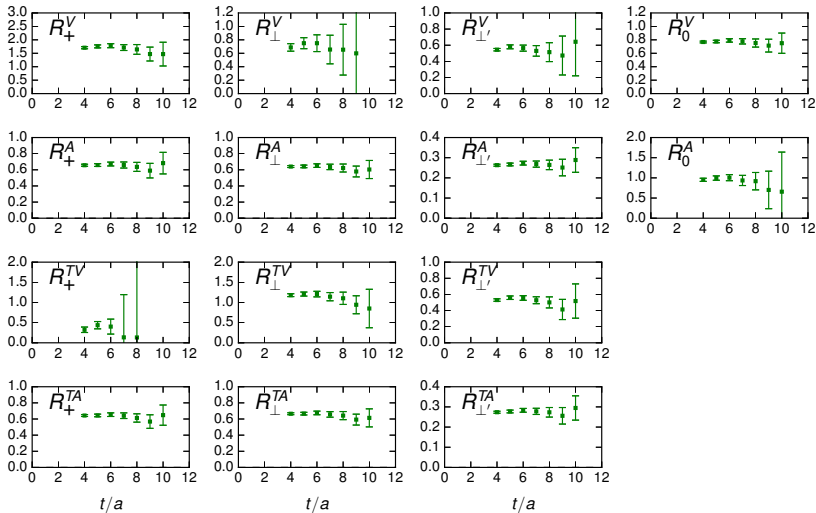 3.0 2.5 2.0 1.5 1.0 0.5 0.0 R_+^V 0 2 4 6 8 10 12
1.2 1.0 0.8 0.6 0.4 0.2 0.0 R_⊥^V 0 2 4 6 8 10 12
1.0 0.8 0.6 0.4 0.2 0.0 R_{⊥′}^V 0 2 4 6 8 10 12
1.2 1.0 0.8 0.6 0.4 0.2 0.0 R_0^V 0 2 4 6 8 10 12
1.0 0.8 0.6 0.4 0.2 0.0 R_+^A 0 2 4 6 8 10 12
1.0 0.8 0.6 0.4 0.2 0.0 R_⊥^A 0 2 4 6 8 10 12
0.4 0.3 0.2 0.1 0.0 R_{⊥′}^A 0 2 4 6 8 10 12
2.0 1.5 1.0 0.5 0.0 R_0^A 0 2 4 6 8 10 12
2.0 1.5 1.0 0.5 0.0 R_+^{TV} 0 2 4 6 8 10 12
2.0 1.5 1.0 0.5 0.0 R_⊥^{TV} 0 2 4 6 8 10 12
1.0 0.8 0.6 0.4 0.2 0.0 R_{⊥′}^{TV} 0 2 4 6 8 10 12
1.0 0.8 0.6 0.4 0.2 0.0 R_+^{TA} 0 2 4 6 8 10 12
t/a
1.0 0.8 0.6 0.4 0.2 0.0 R_⊥^{TA} 0 2 4 6 8 10 12
t/a
0.4 0.3 0.2 0.1 0.0 R_{⊥′}^{TA} 0 2 4 6 8 10 12
t/a